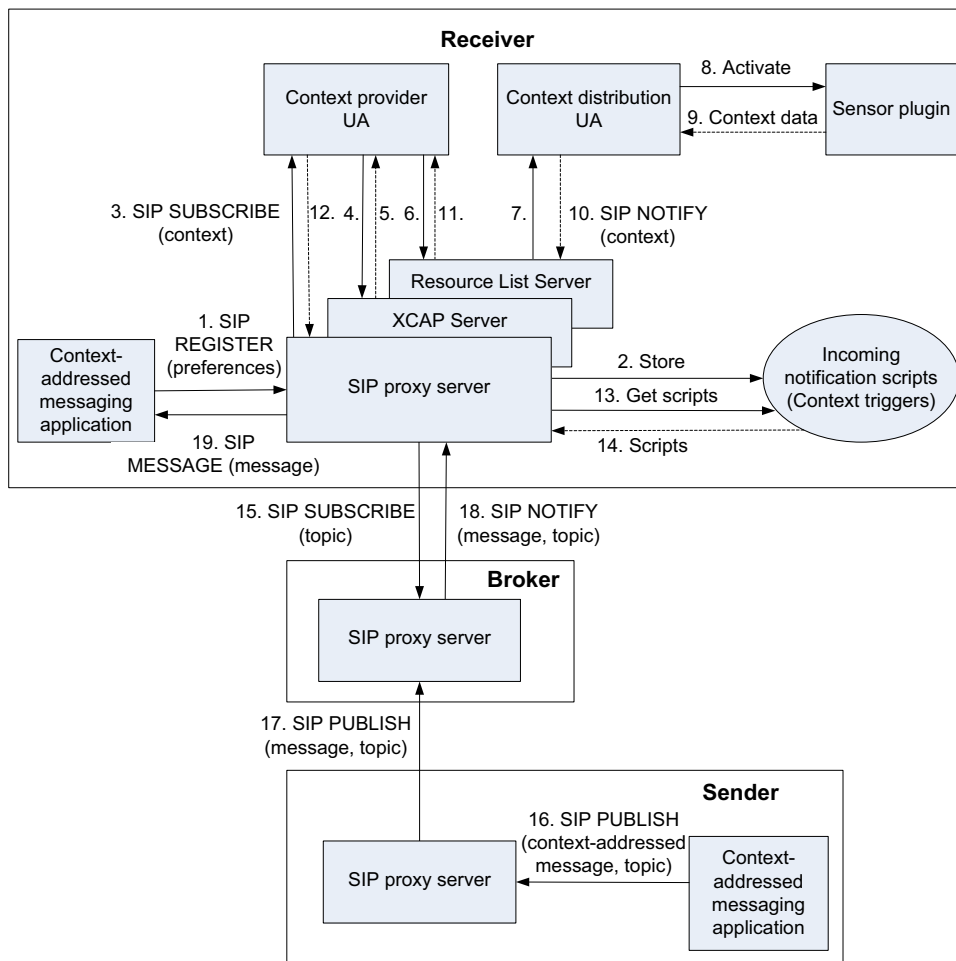 Receiver
Context provider
UA
Context distribution
UA
8. Activate
9. Context data
Sensor plugin
3. SIP SUBSCRIBE
(context)
12.
4.
5.
6.
11.
7.
10. SIP NOTIFY
(context)
Resource List Server
XCAP Server
SIP proxy server
1. SIP
REGISTER
(preferences)
Context-
addressed
messaging
application
19. SIP
MESSAGE (message)
2. Store
13. Get scripts
14. Scripts
Incoming
notification scripts
(Context triggers)
15. SIP SUBSCRIBE
(topic)
18. SIP NOTIFY
(message, topic)
Broker
SIP proxy server
17. SIP PUBLISH
(message, topic)
Sender
16. SIP PUBLISH
(context-addressed
message, topic)
SIP proxy server
Context-
addressed
messaging
application